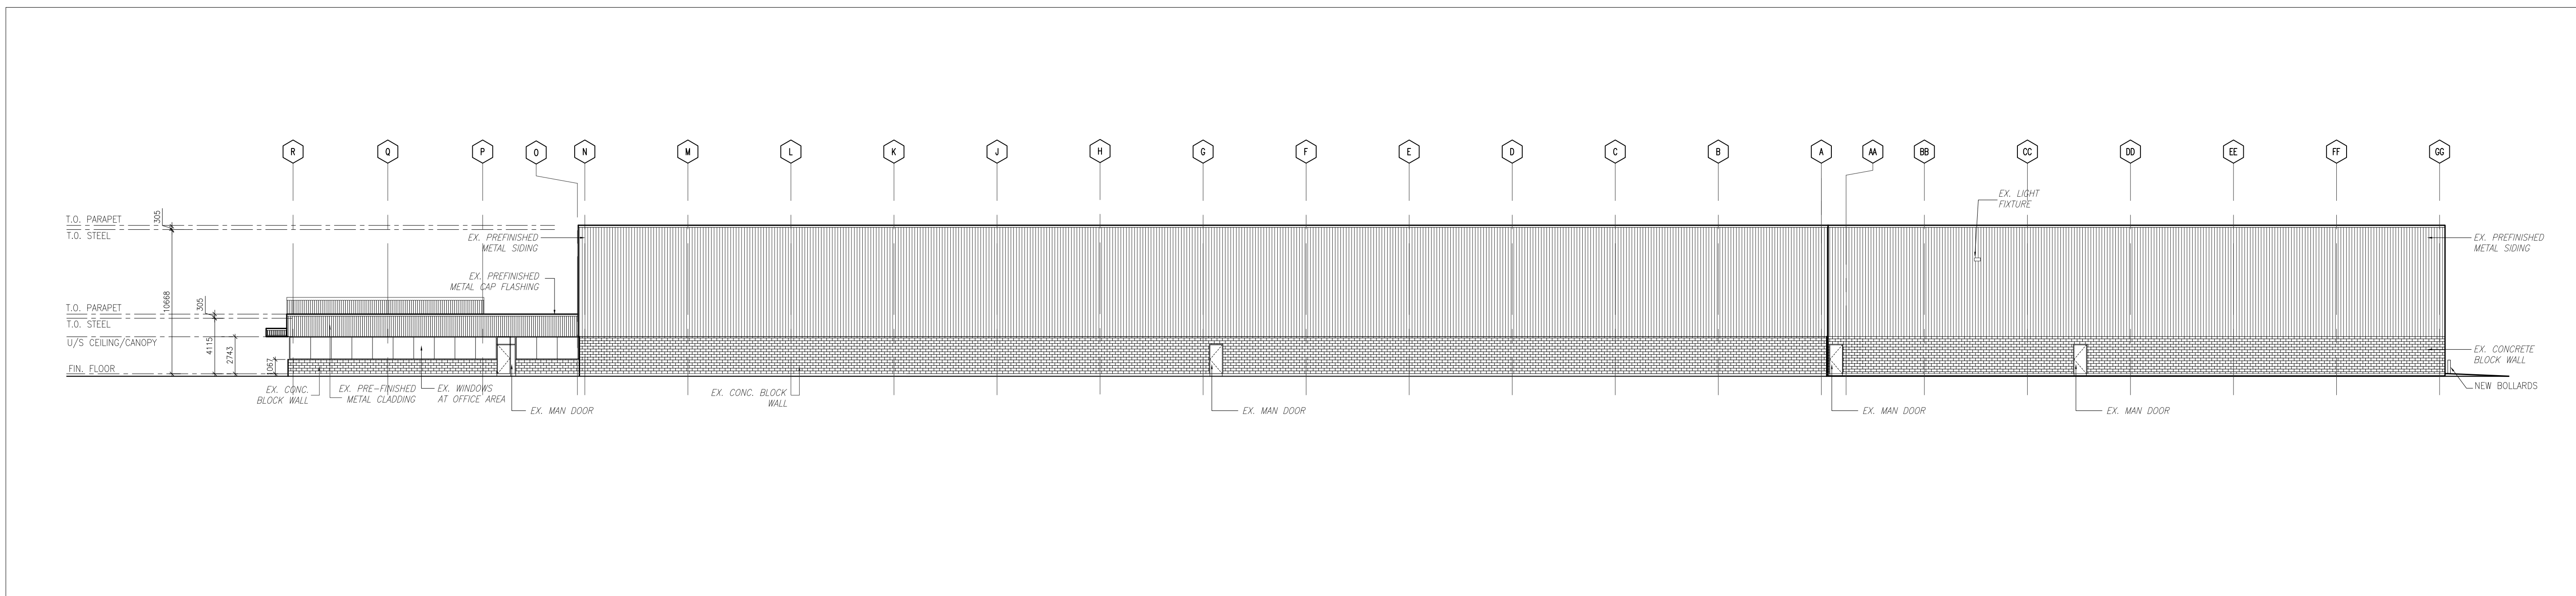 R Q P O N M L K J H G F E D C B A AA BB CC DD EE FF GG
EX. LIGHT
FIXTURE
T.O. PARAPET
305
T.O. STEEL
EX. PREFINISHED
METAL SIDING
EX. PREFINISHED
METAL SIDING
EX. PREFINISHED
METAL CAP FLASHING
10668
T.O. PARAPET
305
T.O. STEEL
U/S CEILING/CANOPY
4115
2743
1067
FIN. FLOOR
EX. CONCRETE
BLOCK WALL
NEW BOLLARDS
EX. CONC.
BLOCK WALL
EX. PRE-FINISHED
METAL CLADDING
EX. WINDOWS
AT OFFICE AREA
EX. MAN DOOR
EX. CONC. BLOCK
WALL
EX. MAN DOOR
EX. MAN DOOR
EX. MAN DOOR